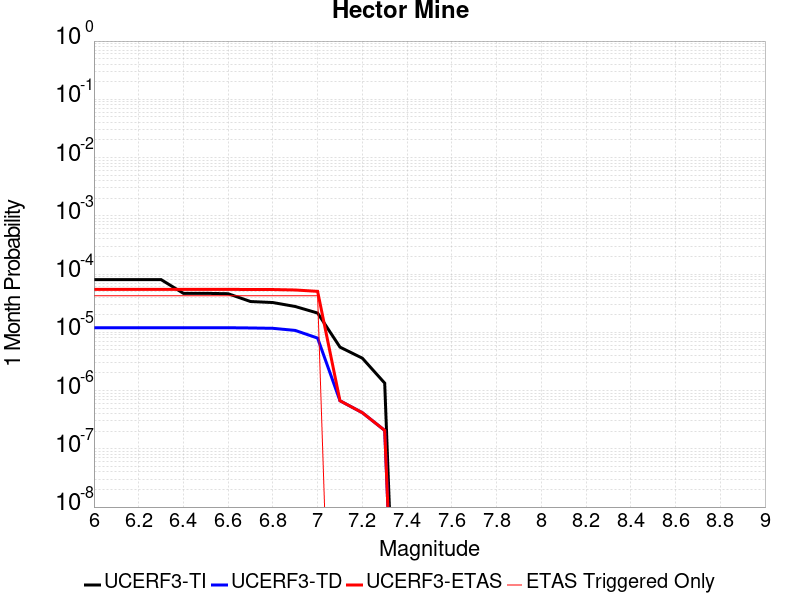 Hector Mine
10^0
10^-1
10^-2
10^-3
10^-4
10^-5
10^-6
10^-7
10^-8
1 Month Probability
6 6.2 6.4 6.6 6.8 7 7.2 7.4 7.6 7.8 8 8.2 8.4 8.6 8.8 9
Magnitude
UCERF3-TI UCERF3-TD UCERF3-ETAS ETAS Triggered Only